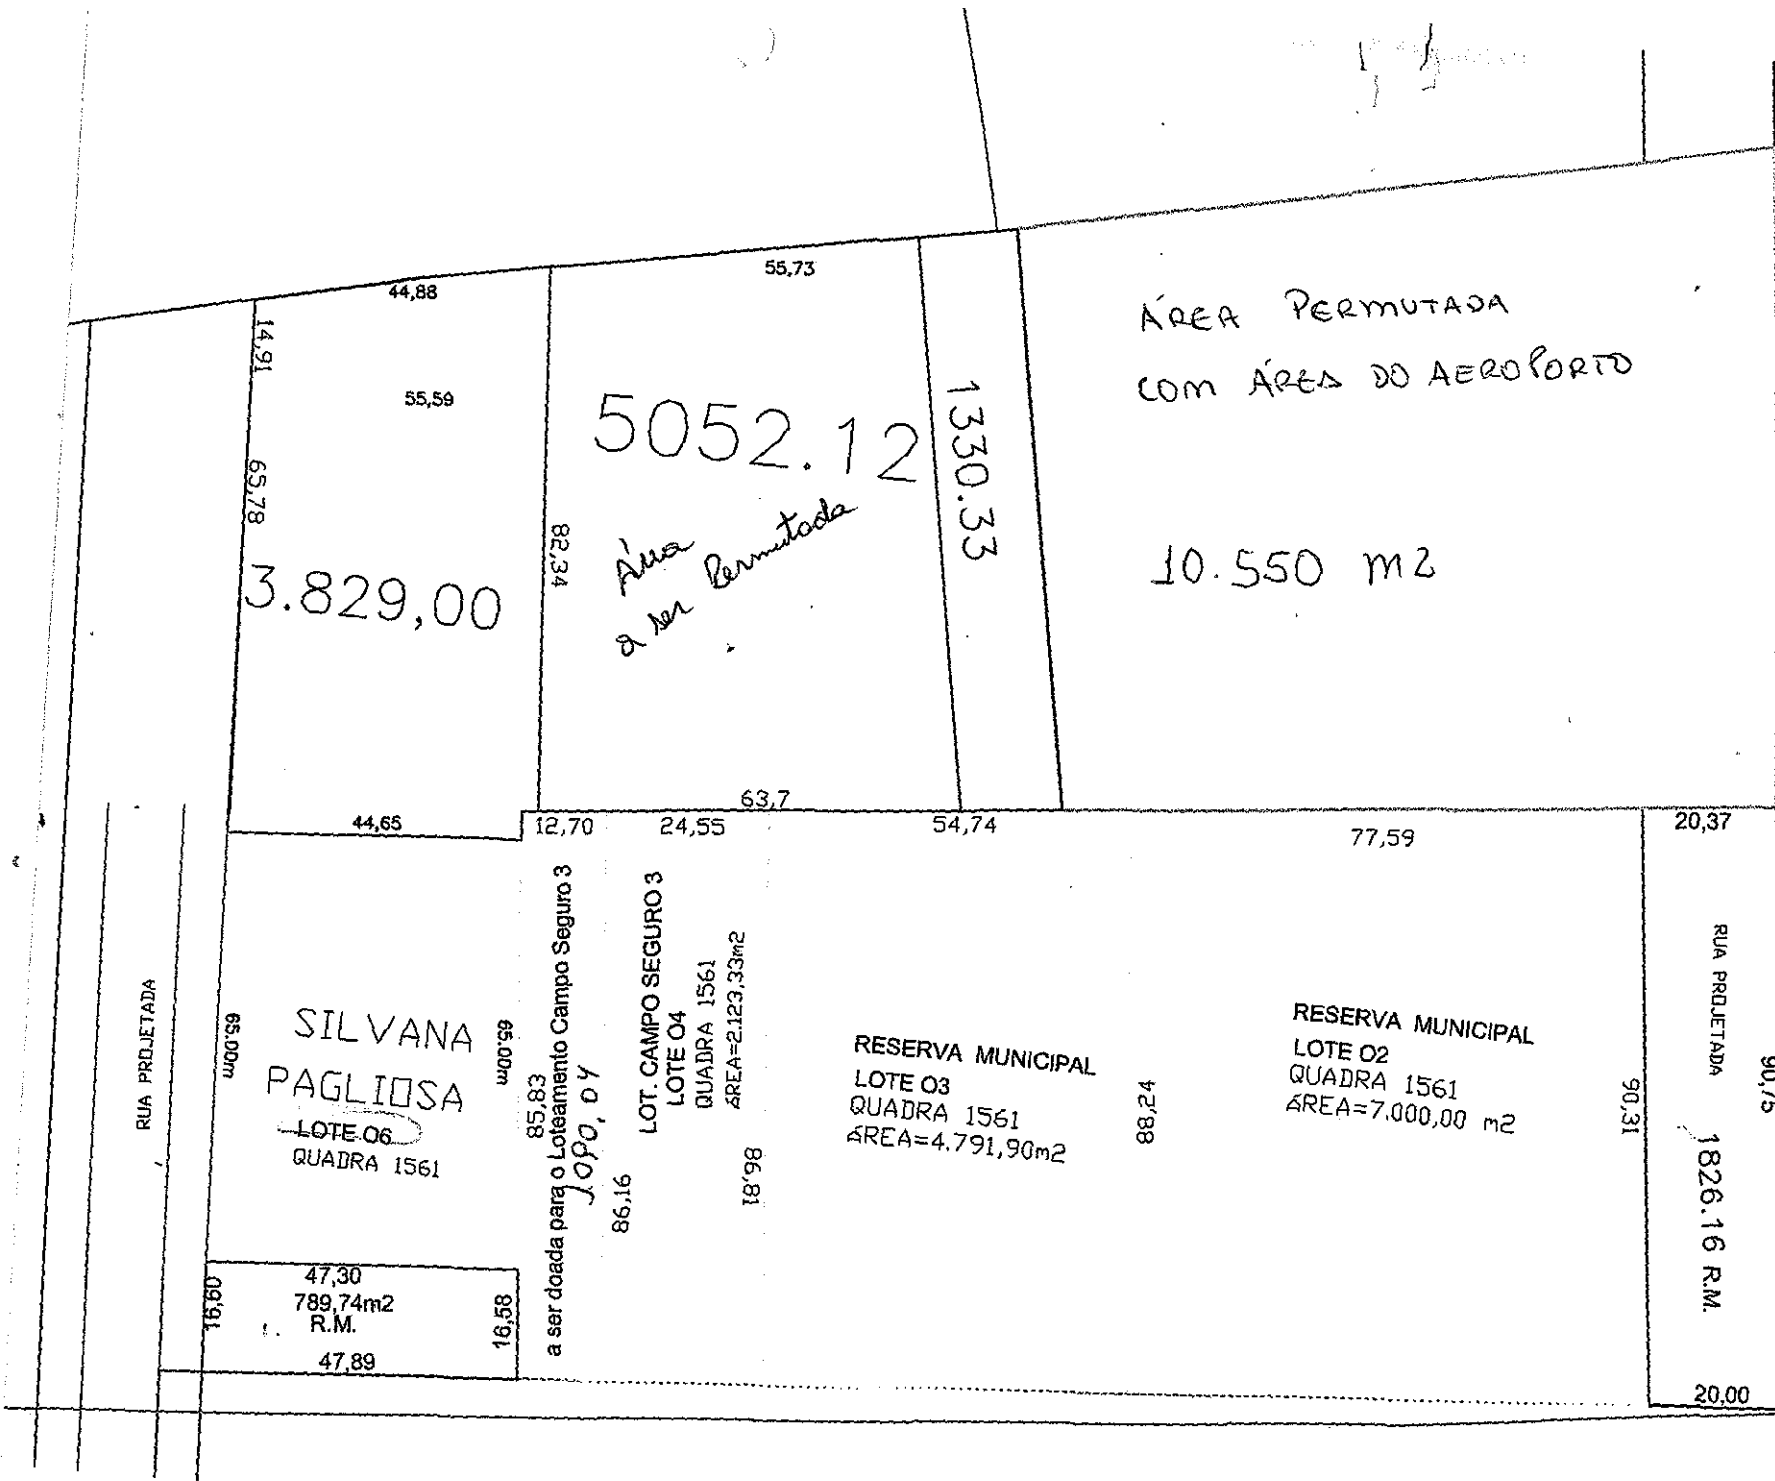 44,88
55,73
14,91
55,59
65,78
3.829,00
82,34
5052.12
Área
a ser Permutada
1330.33
ÁREA PERMUTADA
COM ÁREA DO AEROPORTO
10.550 m2
44,65
12,70
24,55
63,7
54,74
77,59
20,37
RUA PROJETADA
65.00m
SILVANA
PAGLIOSA
LOTE 06
QUADRA 1561
65.00m
85,83
a ser doada para o Loteamento Campo Seguro 3
1090,04
86,16
LOT. CAMPO SEGURO 3
LOTE 04
QUADRA 1561
ÁREA=2.123,33m2
86,81
RESERVA MUNICIPAL
LOTE 03
QUADRA 1561
ÁREA=4.791,90m2
88,24
RESERVA MUNICIPAL
LOTE 02
QUADRA 1561
ÁREA=7.000,00 m2
90,31
RUA PROJETADA
1826.16 R.M.
90,75
16,60
47,30
789,74m2
R.M.
47,89
16,58
20,00